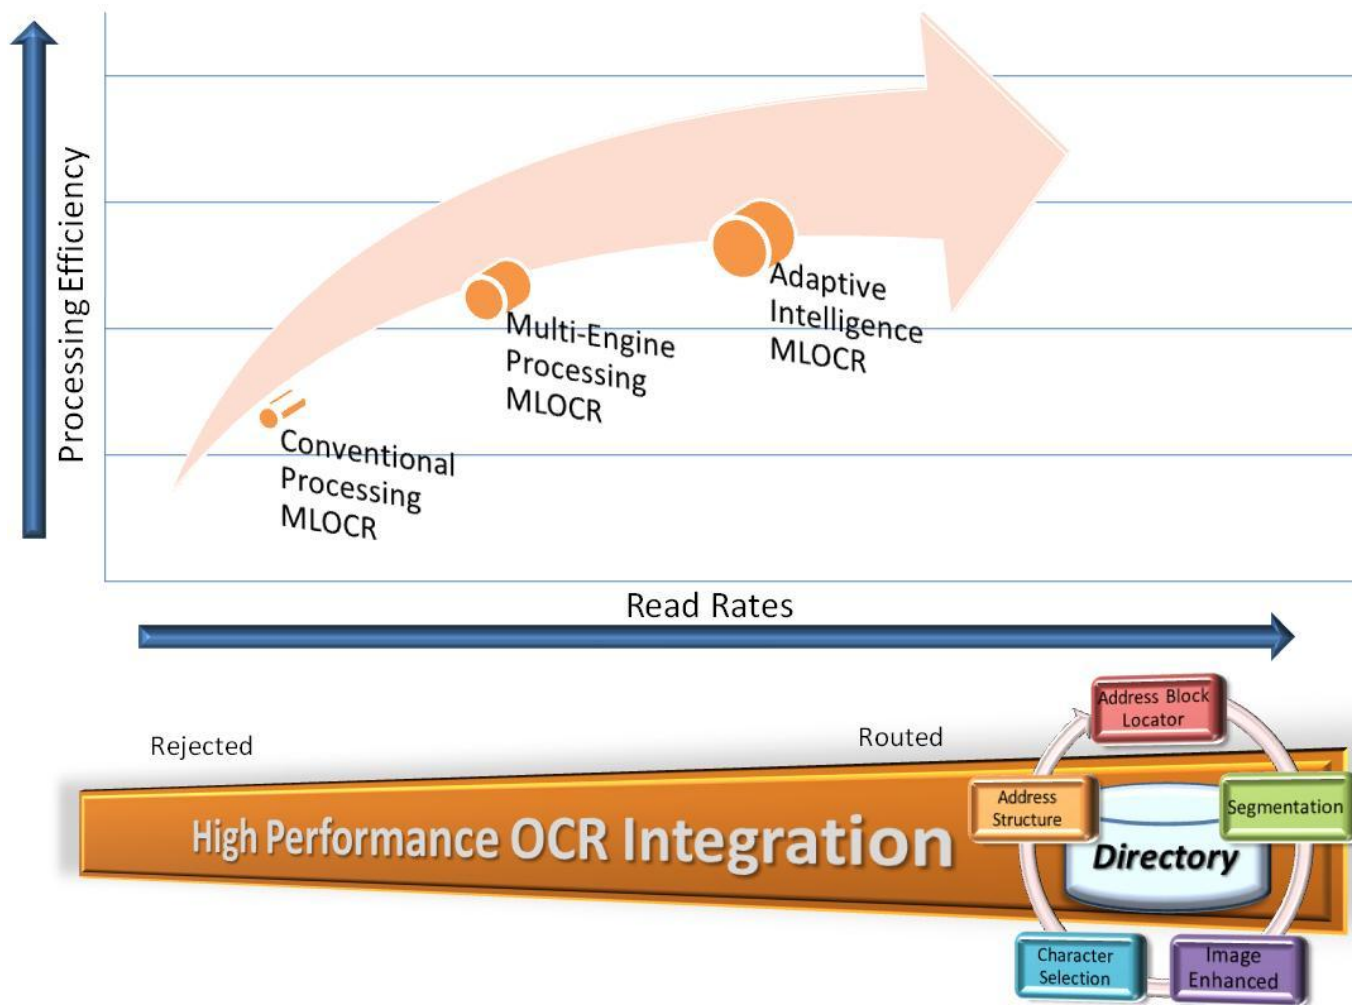 Processing Efficiency
Conventional
Processing
MLOCR
Multi-Engine
Processing
MLOCR
Adaptive
Intelligence
MLOCR
Read Rates
Rejected
Routed
High Performance OCR Integration
Address Block
Locator
Segmentation
Image
Enhanced
Character
Selection
Address
Structure
Directory